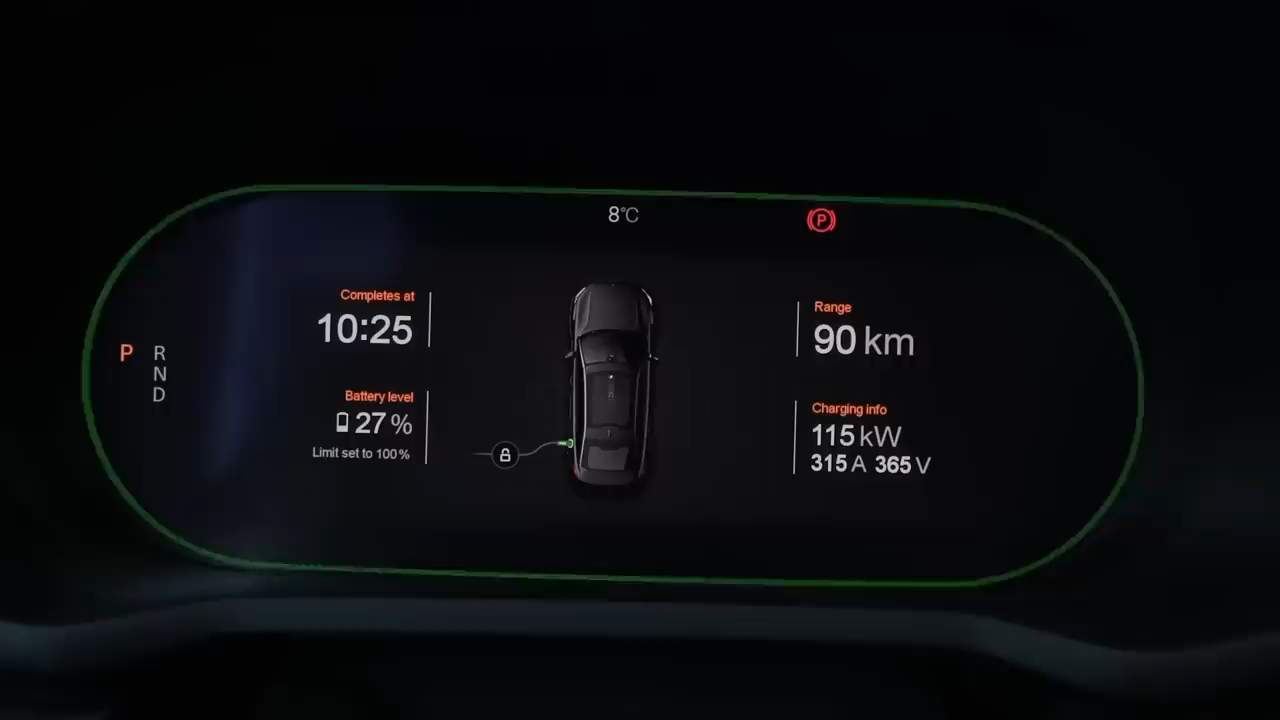 8°C
P
P
R
N
D
Completes at
10:25
Battery level
27 %
Limit set to 100%
Range
90 km
Charging info
115 kW
315 A 365 V